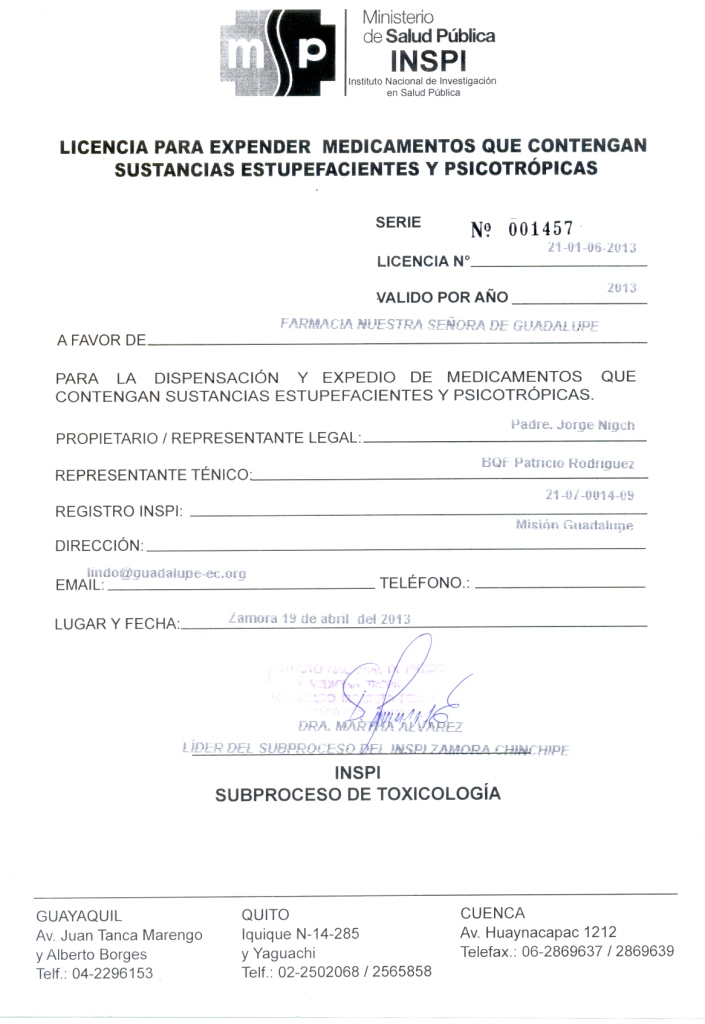 msp
Ministerio
de Salud Pública
INSPI
Instituto Nacional de Investigación
en Salud Pública
LICENCIA PARA EXPENDER MEDICAMENTOS QUE CONTENGAN
SUSTANCIAS ESTUPEFACIENTES Y PSICOTRÓPICAS
SERIE Nº 001457
LICENCIA N° 21-01-06-2013
VALIDO POR AÑO 2013
A FAVOR DE FARMACIA NUESTRA SEÑORA DE GUADALUPE
PARA LA DISPENSACIÓN Y EXPEDIO DE MEDICAMENTOS QUE
CONTENGAN SUSTANCIAS ESTUPEFACIENTES Y PSICOTRÓPICAS.
PROPIETARIO / REPRESENTANTE LEGAL: Padre. Jorge Nigch
REPRESENTANTE TÉNICO: BQF Patricio Rodriguez
REGISTRO INSPI: 21-07-0014-09
DIRECCIÓN: Misión Guadalupe
EMAIL: lindo@guadalupe-ec.org TELÉFONO.:
LUGAR Y FECHA: Zamora 19 de abril del 2013
DRA. MARTHA ALVAREZ
LÍDER DEL SUBPROCESO DEL INSPI ZAMORA CHINCHIPE
INSPI
SUBPROCESO DE TOXICOLOGÍA
GUAYAQUIL
Av. Juan Tanca Marengo
y Alberto Borges
Telf.: 04-2296153
QUITO
Iquique N-14-285
y Yaguachi
Telf.: 02-2502068 / 2565858
CUENCA
Av. Huaynacapac 1212
Telefax.: 06-2869637 / 2869639